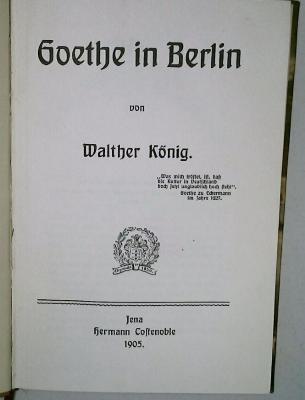 Goethe in Berlin
von
Walther König.
„Was mich tröstet, ist, daß
die Kultur in Deutschland
doch jetzt unglaublich hoch steht“.
Goethe zu Eckermann
im Jahre 1827.
Jena
Hermann Costenoble
1905.